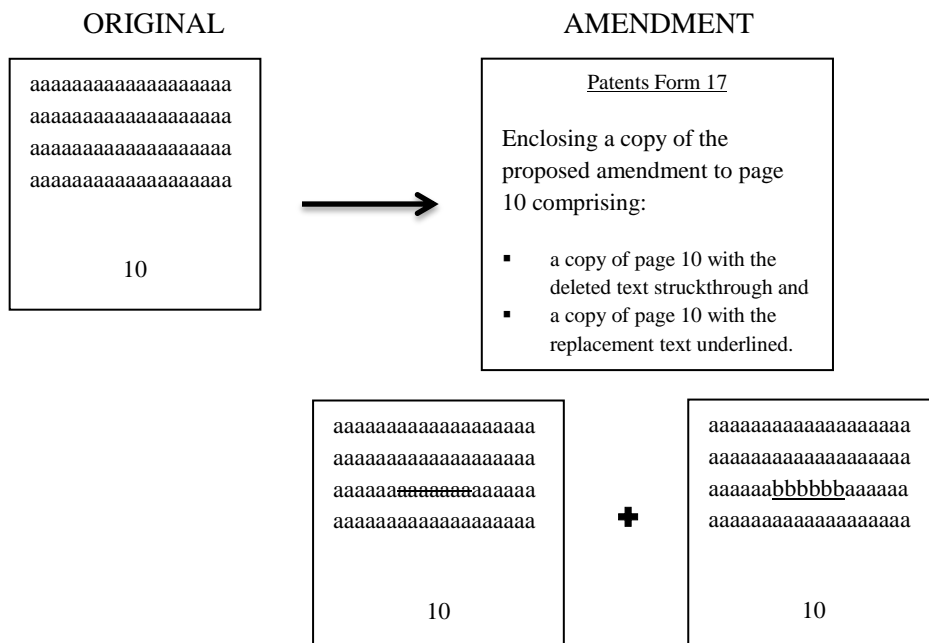 ORIGINAL
AMENDMENT
aaaaaaaaaaaaaaaaaaa
aaaaaaaaaaaaaaaaaaa
aaaaaaaaaaaaaaaaaaa
aaaaaaaaaaaaaaaaaaa
10
Patents Form 17
Enclosing a copy of the
proposed amendment to page
10 comprising:
▪ a copy of page 10 with the
deleted text struckthrough and
▪ a copy of page 10 with the
replacement text underlined.
aaaaaaaaaaaaaaaaaaa
aaaaaaaaaaaaaaaaaaa
aaaaaaaaaaaaaaaaaaa
aaaaaaaaaaaaaaaaaaa
10
aaaaaaaaaaaaaaaaaaa
aaaaaaaaaaaaaaaaaaa
aaaaaabbbbbbaaaaaa
aaaaaaaaaaaaaaaaaaa
10